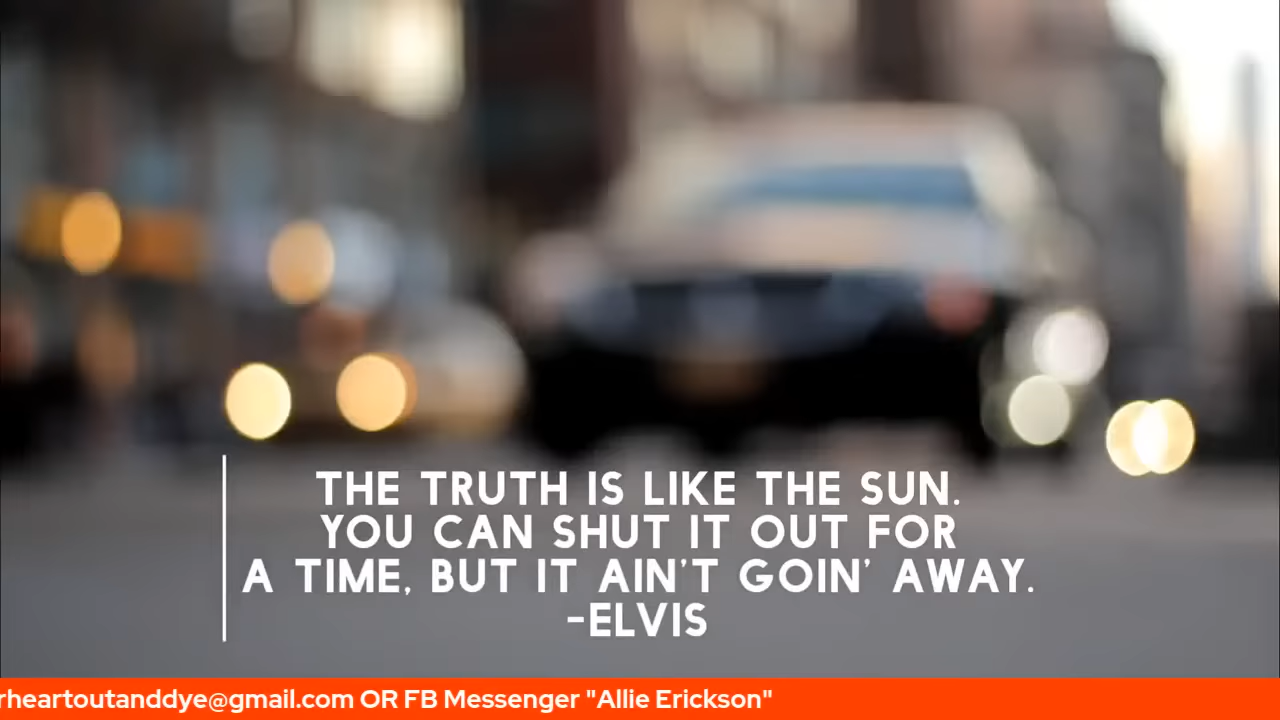 THE TRUTH IS LIKE THE SUN.
YOU CAN SHUT IT OUT FOR
A TIME, BUT IT AIN'T GOIN' AWAY.
-ELVIS
rheartoutanddye@gmail.com OR FB Messenger "Allie Erickson"